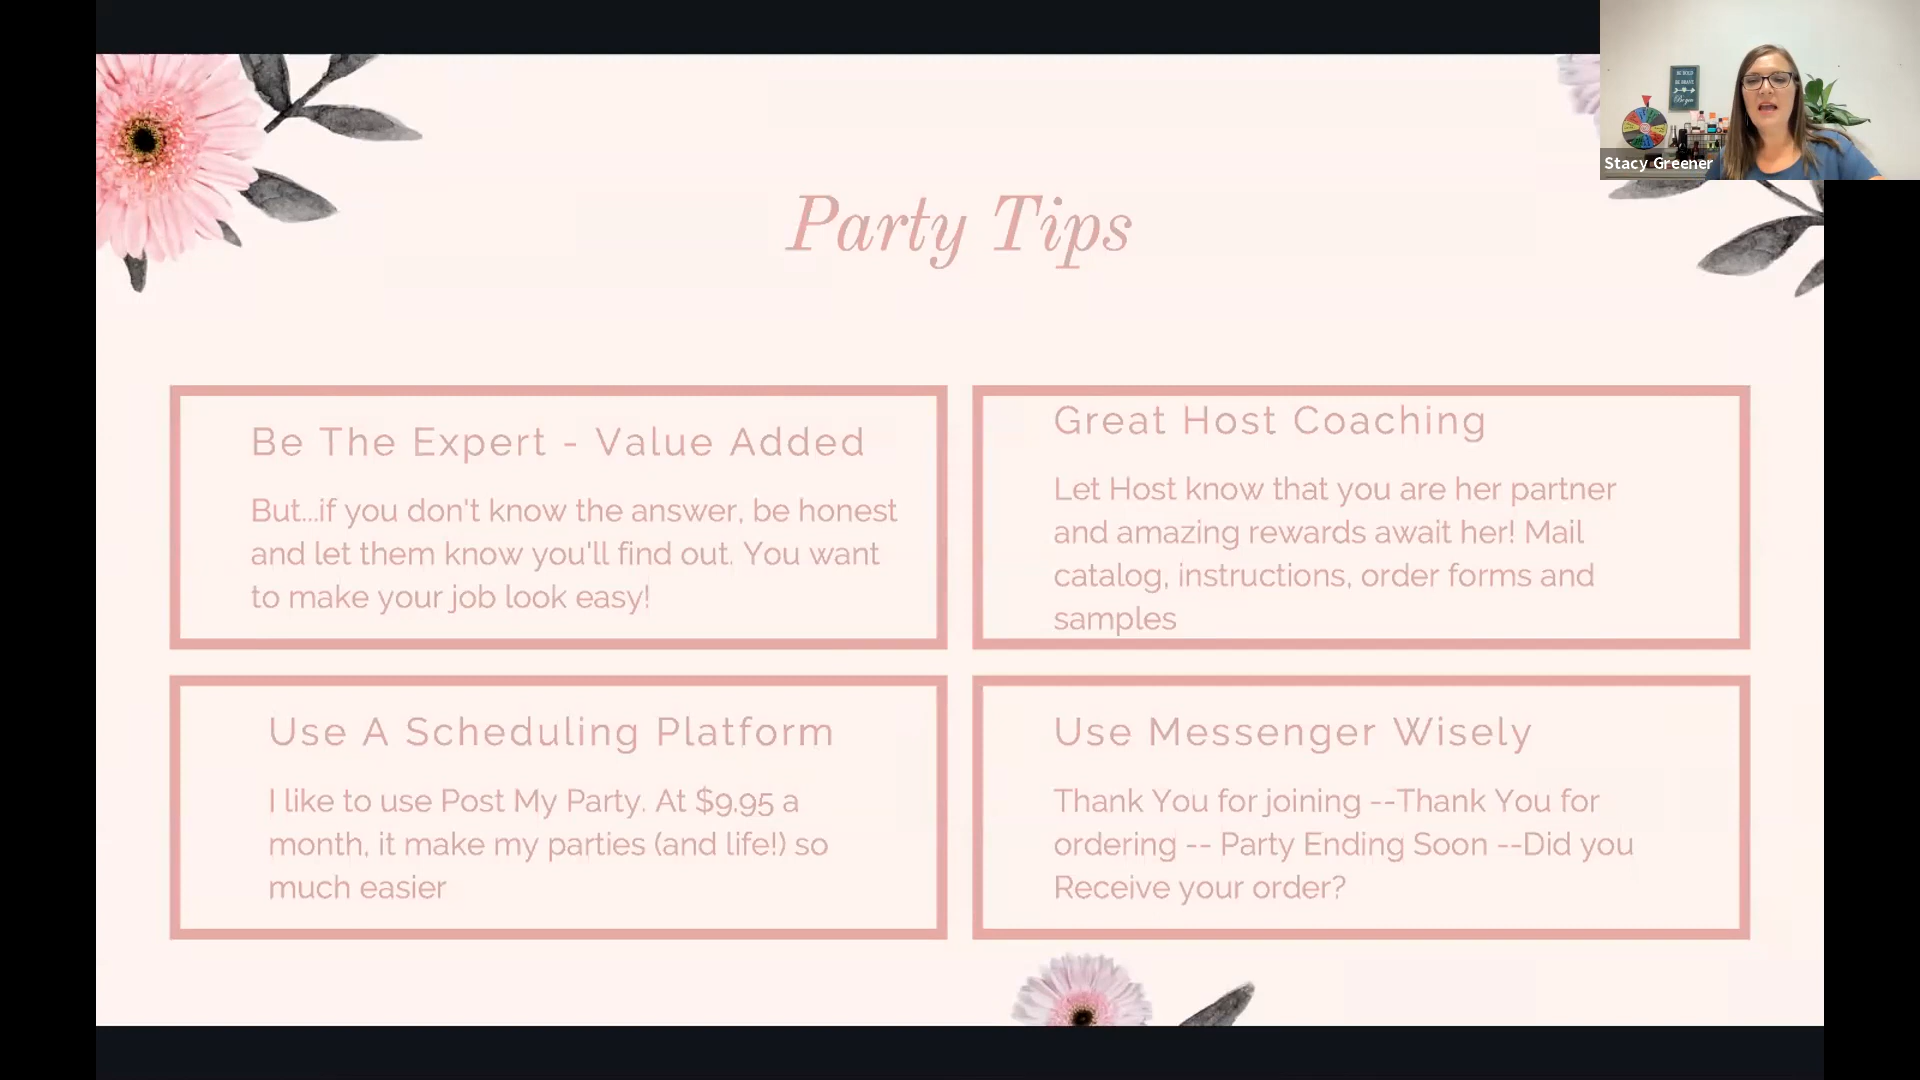 Party Tips
Be The Expert - Value Added
But...if you don't know the answer, be honest
and let them know you'll find out. You want
to make your job look easy!
Great Host Coaching
Let Host know that you are her partner
and amazing rewards await her! Mail
catalog, instructions, order forms and
samples
Use A Scheduling Platform
I like to use Post My Party. At $9.95 a
month, it make my parties (and life!) so
much easier
Use Messenger Wisely
Thank You for joining --Thank You for
ordering -- Party Ending Soon --Did you
Receive your order?
BE BOLD
BE BRAVE
Begin
Stacy Greener